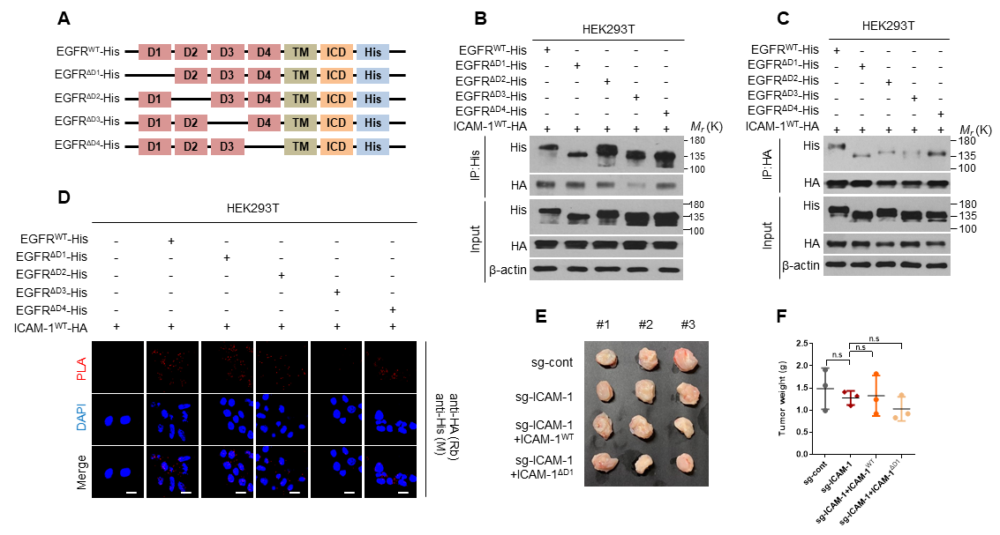 A
EGFRWT-His D1 D2 D3 D4 TM ICD His
EGFRΔD1-His D2 D3 D4 TM ICD His
EGFRΔD2-His D1 D3 D4 TM ICD His
EGFRΔD3-His D1 D2 D4 TM ICD His
EGFRΔD4-His D1 D2 D3 TM ICD His
B
HEK293T
EGFRWT-His + - - - -
EGFRΔD1-His - + - - -
EGFRΔD2-His - - + - -
EGFRΔD3-His - - - + -
EGFRΔD4-His - - - - +
ICAM-1WT-HA + + + + + Mr (K)
IP:His
His
180
135
100
HA
Input
His
180
135
100
HA
β-actin
C
HEK293T
EGFRWT-His + - - - -
EGFRΔD1-His - + - - -
EGFRΔD2-His - - + - -
EGFRΔD3-His - - - + -
EGFRΔD4-His - - - - +
ICAM-1WT-HA + + + + + Mr (K)
IP:HA
His
180
135
100
HA
Input
His
180
135
100
HA
β-actin
D
HEK293T
EGFRWT-His - + - - - -
EGFRΔD1-His - - + - - -
EGFRΔD2-His - - - + - -
EGFRΔD3-His - - - - + -
EGFRΔD4-His - - - - - +
ICAM-1WT-HA + + + + + +
PLA
DAPI
Merge
anti-HA (Rb)
anti-His (M)
E
#1 #2 #3
sg-cont
sg-ICAM-1
sg-ICAM-1
+ICAM-1WT
sg-ICAM-1
+ICAM-1ΔD1
F
Tumor weight (g)
2.5
2.0
1.5
1.0
0.5
0.0
n.s
n.s
n.s
sg-cont
sg-ICAM-1
sg-ICAM-1+ICAM-1WT
sg-ICAM-1+ICAM-1ΔD1